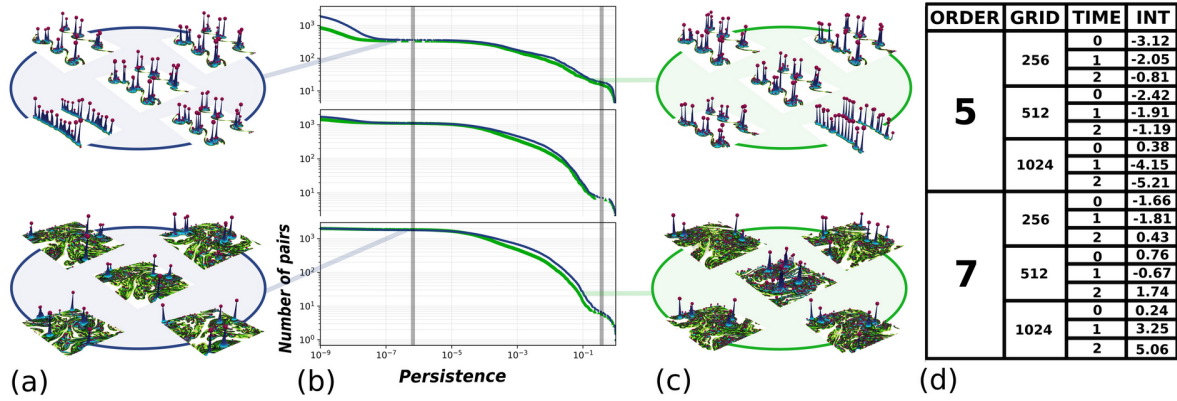 10³
10²
10¹
10³
10²
10¹
10³
10²
10¹
10⁰
Number of pairs
10⁻⁹ 10⁻⁷ 10⁻⁵ 10⁻³ 10⁻¹
Persistence
ORDER GRID TIME INT
5 256 0 -3.12
1 -2.05
2 -0.81
512 0 -2.42
1 -1.91
2 -1.19
1024 0 0.38
1 -4.15
2 -5.21
7 256 0 -1.66
1 -1.81
2 0.43
512 0 0.76
1 -0.67
2 1.74
1024 0 0.24
1 3.25
2 5.06
(a) (b) (c) (d)